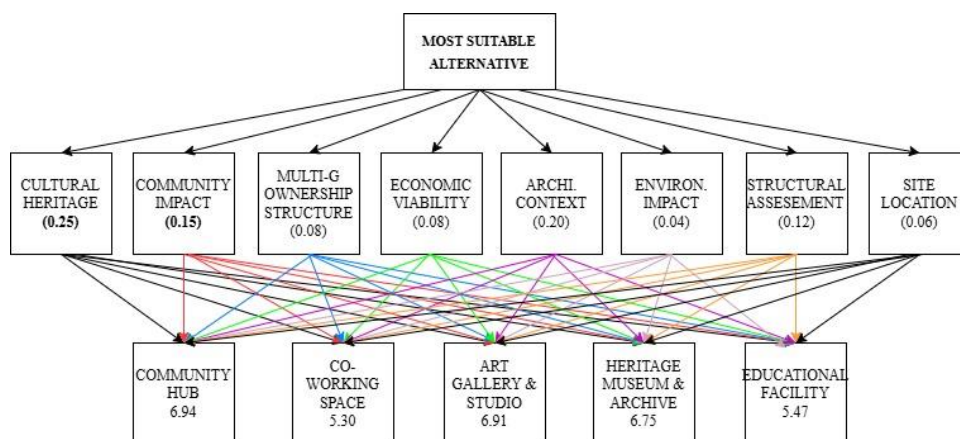 MOST SUITABLE
ALTERNATIVE
CULTURAL
HERITAGE
(0.25)
COMMUNITY
IMPACT
(0.15)
MULTI-G
OWNERSHIP
STRUCTURE
(0.08)
ECONOMIC
VIABILITY
(0.08)
ARCHI.
CONTEXT
(0.20)
ENVIRON.
IMPACT
(0.04)
STRUCTURAL
ASSESEMENT
(0.12)
SITE
LOCATION
(0.06)
COMMUNITY
HUB
6.94
CO-
WORKING
SPACE
5.30
ART
GALLERY &
STUDIO
6.91
HERITAGE
MUSEUM &
ARCHIVE
6.75
EDUCATIONAL
FACILITY
5.47